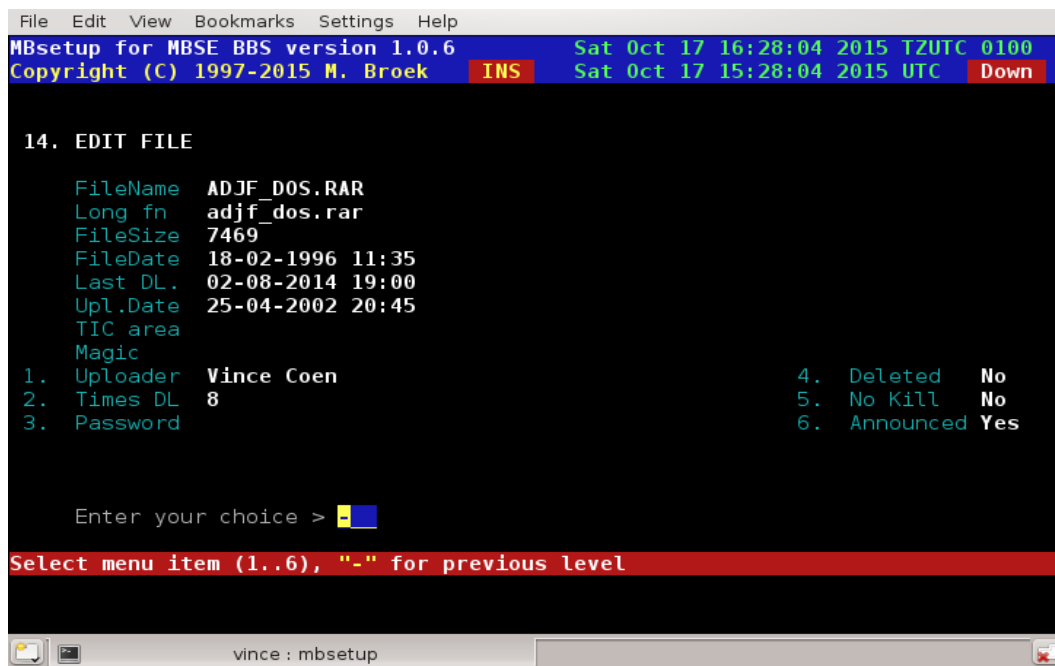 File Edit View Bookmarks Settings Help
MBsetup for MBSE BBS version 1.0.6 Sat Oct 17 16:28:04 2015 TZUTC 0100
Copyright (C) 1997-2015 M. Broek INS Sat Oct 17 15:28:04 2015 UTC Down
14. EDIT FILE
FileName ADJF_DOS.RAR
Long fn adjf_dos.rar
FileSize 7469
FileDate 18-02-1996 11:35
Last DL. 02-08-2014 19:00
Upl.Date 25-04-2002 20:45
TIC area
Magic
1. Uploader Vince Coen 4. Deleted No
2. Times DL 8 5. No Kill No
3. Password 6. Announced Yes
Enter your choice > -__
Select menu item (1..6), "-" for previous level
vince : mbsetup